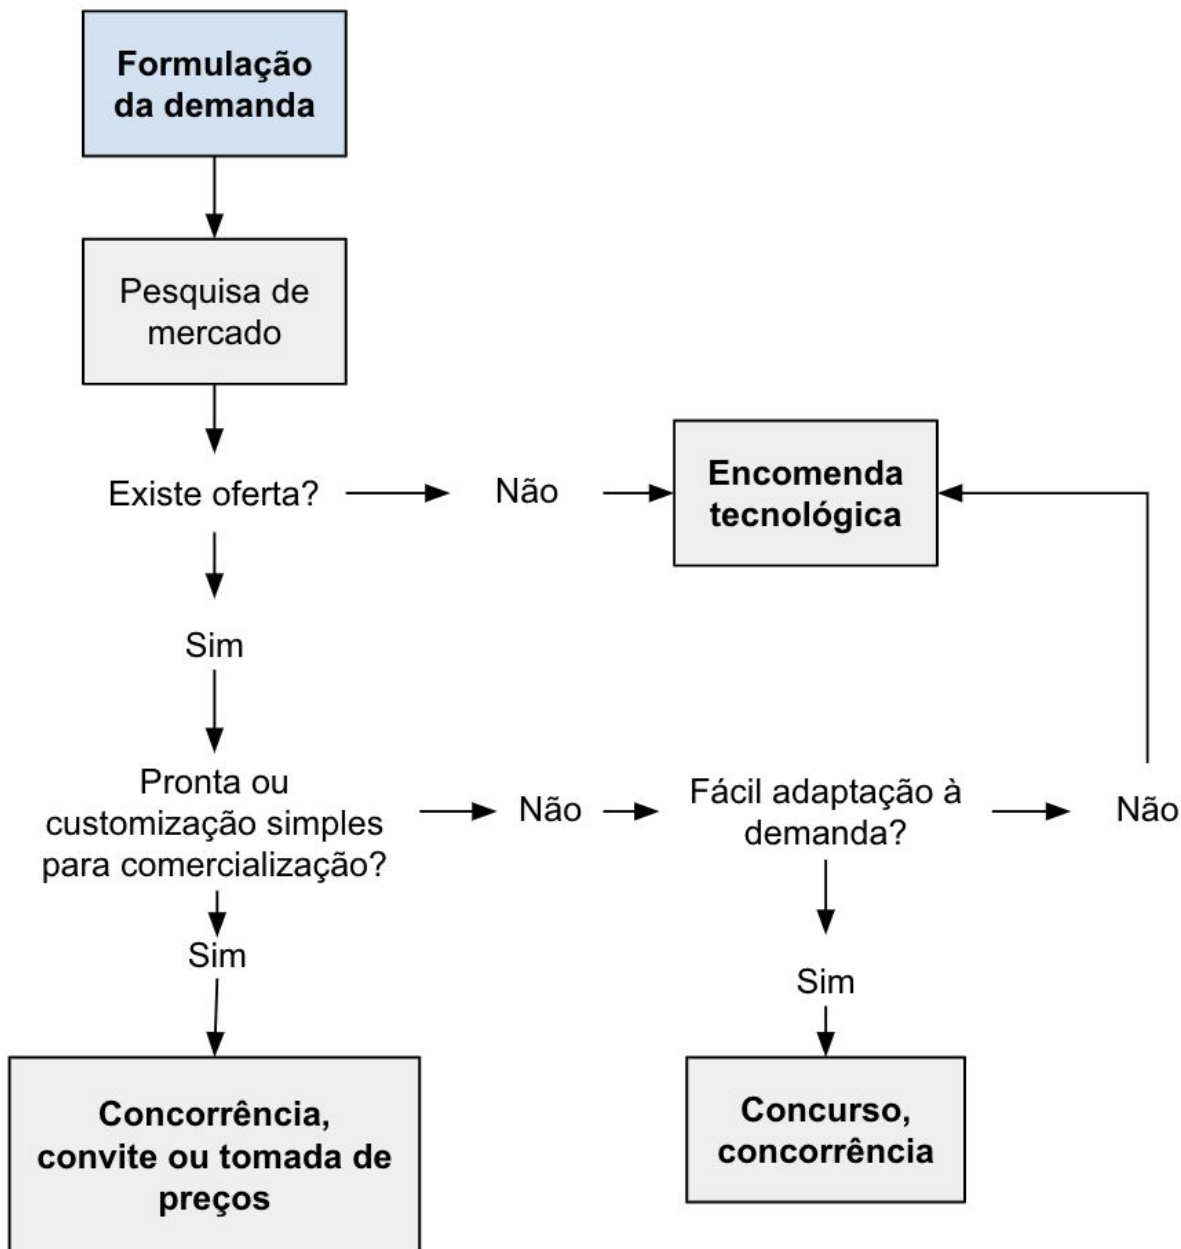 Formulação
da demanda
Pesquisa de
mercado
Existe oferta?
Não
Encomenda
tecnológica
Sim
Pronta ou
customização simples
para comercialização?
Não
Fácil adaptação à
demanda?
Não
Sim
Sim
Concorrência,
convite ou tomada de
preços
Concurso,
concorrência